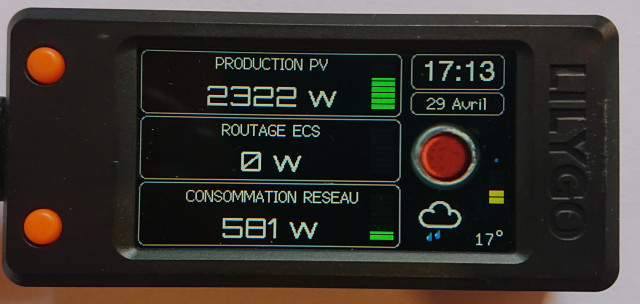 PRODUCTION PV
2322 W
ROUTAGE ECS
0 W
CONSOMMATION RESEAU
581 W
17:13
29 Avril
17°
LILYGO